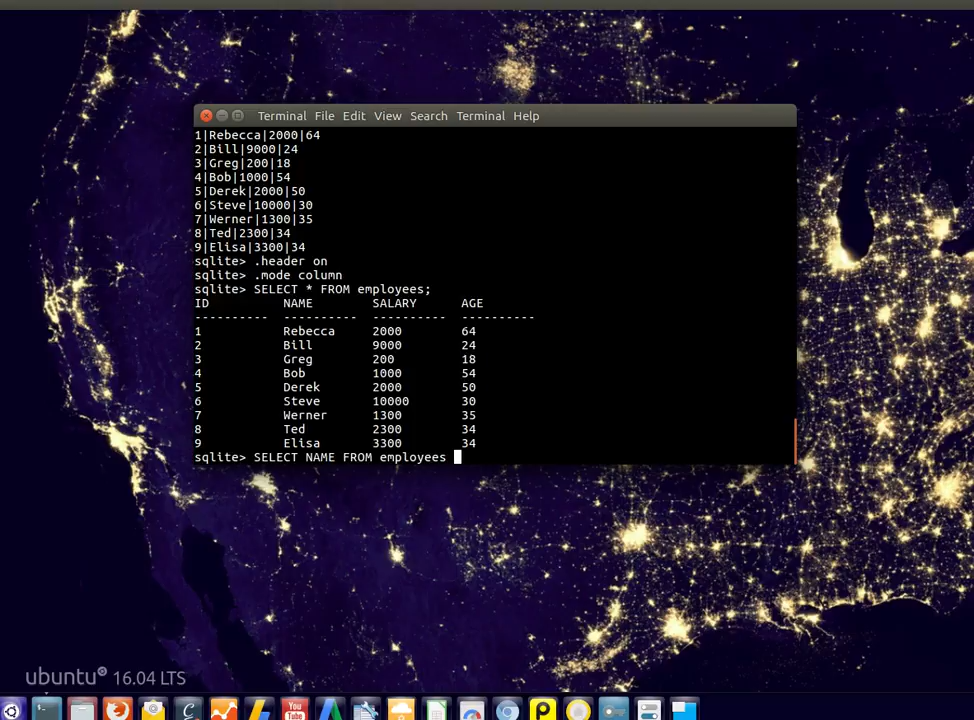 Terminal File Edit View Search Terminal Help
1|Rebecca|2000|64
2|Bill|9000|24
3|Greg|200|18
4|Bob|1000|54
5|Derek|2000|50
6|Steve|10000|30
7|Werner|1300|35
8|Ted|2300|34
9|Elisa|3300|34
sqlite> .header on
sqlite> .mode column
sqlite> SELECT * FROM employees;
ID NAME SALARY AGE
---------- ---------- ---------- ----------
1 Rebecca 2000 64
2 Bill 9000 24
3 Greg 200 18
4 Bob 1000 54
5 Derek 2000 50
6 Steve 10000 30
7 Werner 1300 35
8 Ted 2300 34
9 Elisa 3300 34
sqlite> SELECT NAME FROM employees
ubuntu® 16.04 LTS
You Tube